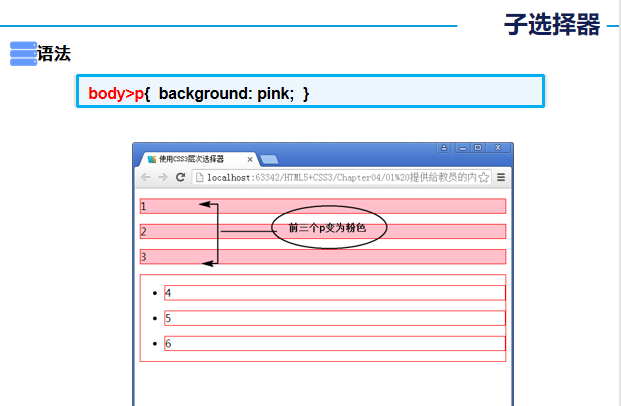 子选择器
语法
body>p{ background: pink; }
使用CSS3层次选择器
localhost:63342/HTML5+CSS3/Chapter04/01%20提供给教员的内
1
2
3
前三个p变为粉色
4
5
6